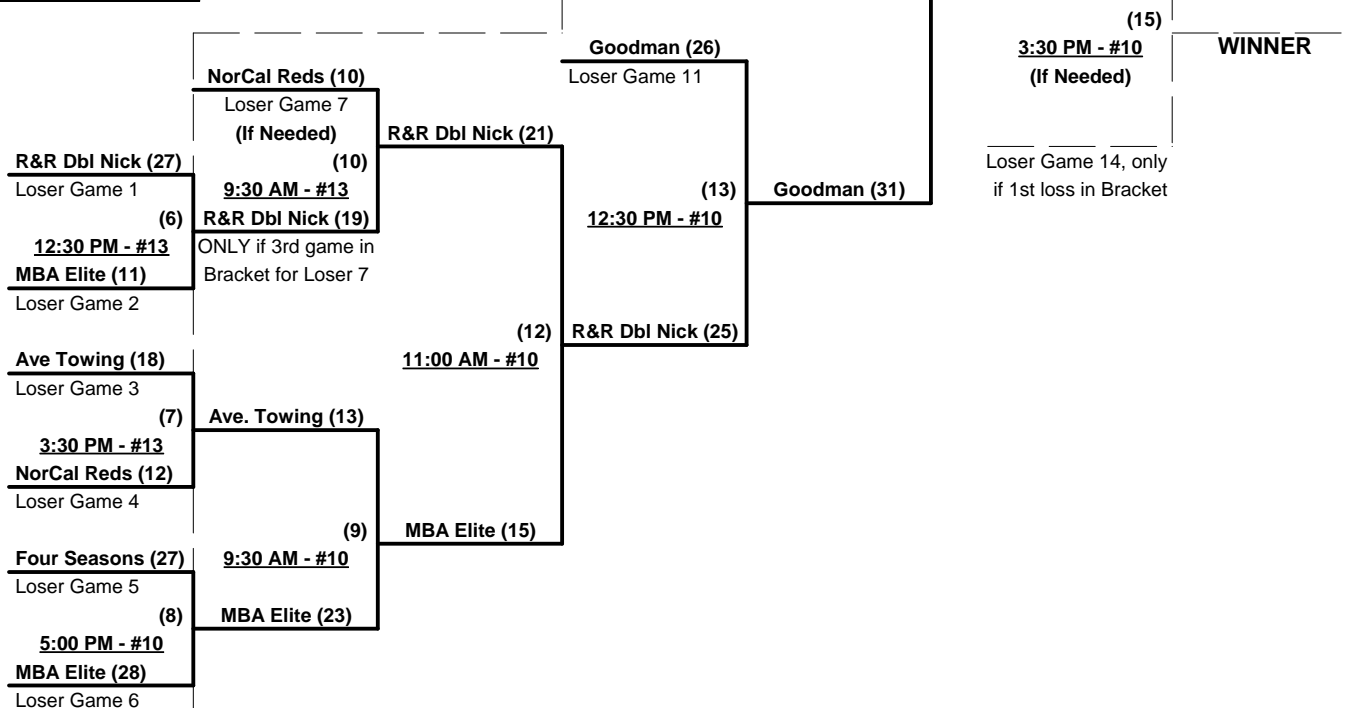 (15)
Goodman (26)
3:30 PM - #10
WINNER
Loser Game 11
(If Needed)
NorCal Reds (10)
Loser Game 7
(If Needed)
R&R Dbl Nick (21)
R&R Dbl Nick (27)
(10)
Loser Game 14, only
Loser Game 1
9:30 AM - #13
(13)
Goodman (31)
if 1st loss in Bracket
(6)
R&R Dbl Nick (19)
12:30 PM - #10
12:30 PM - #13
ONLY if 3rd game in
MBA Elite (11)
Bracket for Loser 7
Loser Game 2
(12)
R&R Dbl Nick (25)
Ave Towing (18)
11:00 AM - #10
Loser Game 3
(7)
Ave. Towing (13)
3:30 PM - #13
NorCal Reds (12)
Loser Game 4
(9)
MBA Elite (15)
Four Seasons (27)
9:30 AM - #10
Loser Game 5
(8)
MBA Elite (23)
5:00 PM - #10
MBA Elite (28)
Loser Game 6